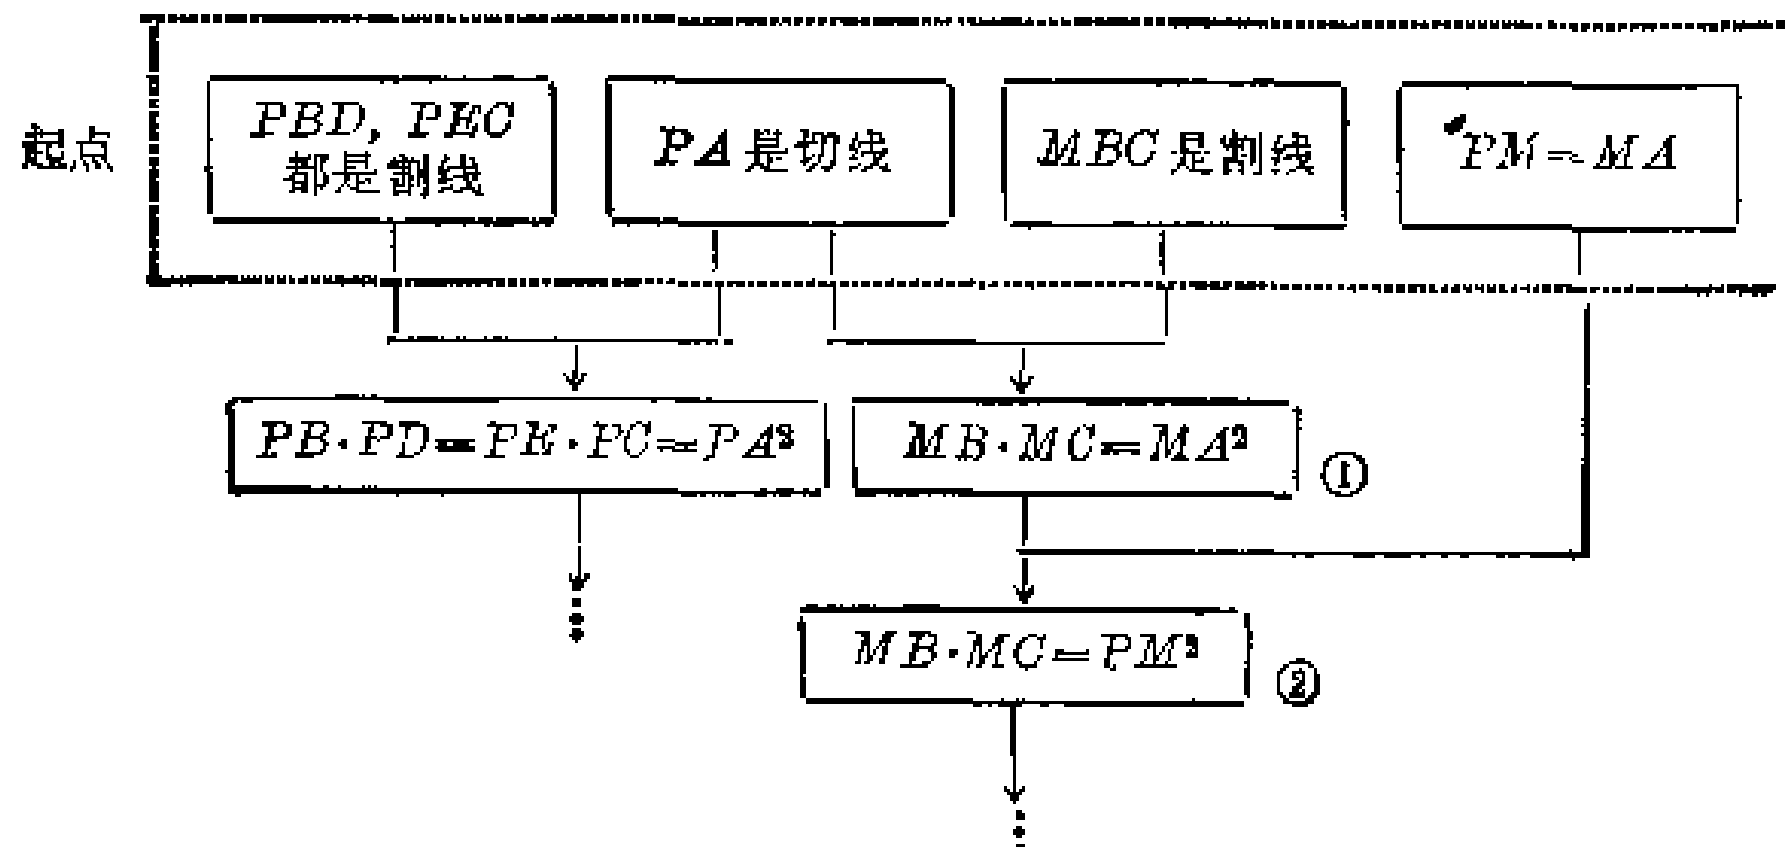 起点
PBD, PEC
都是割线
PA是切线
MBC是割线
PM=MA
PB·PD=PE·PC=PA²
MB·MC=MA²
①
MB·MC=PM²
②